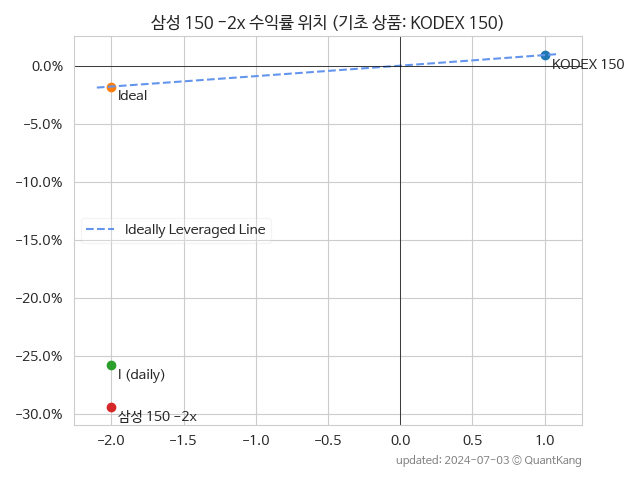 삼성 150 -2x 수익률 위치 (기초 상품: KODEX 150)
0.0%
KODEX 150
Ideal
-5.0%
-10.0%
Ideally Leveraged Line
-15.0%
-20.0%
-25.0%
I (daily)
-30.0%
삼성 150 -2x
-2.0 -1.5 -1.0 -0.5 0.0 0.5 1.0
updated: 2024-07-03 © QuantKang